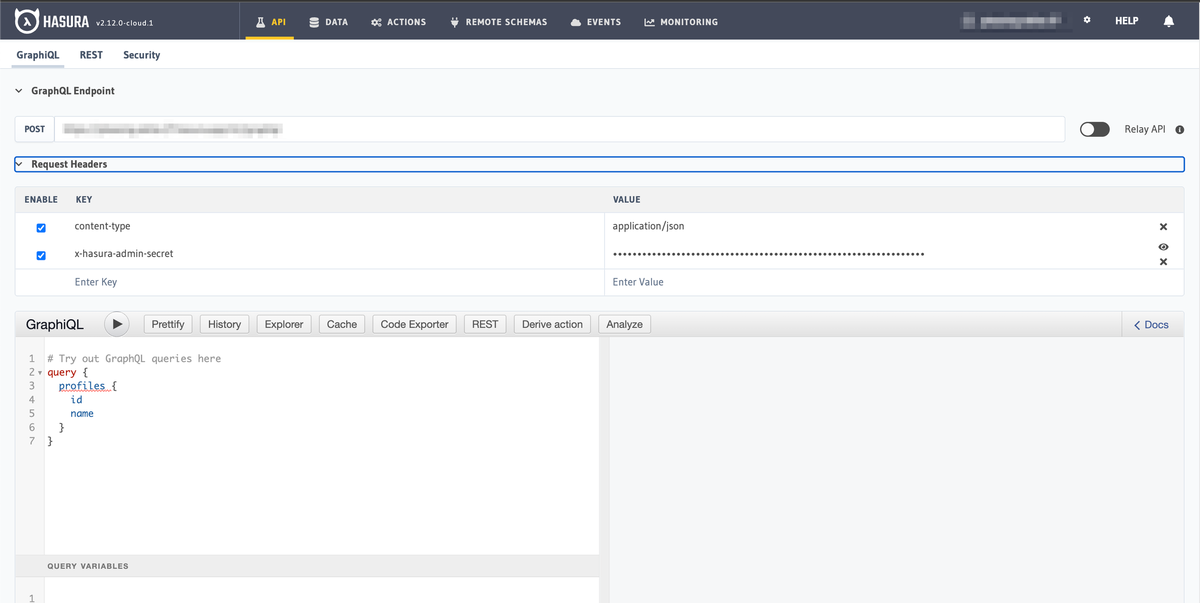 HASURA v2.12.0-cloud.1 API DATA ACTIONS REMOTE SCHEMAS EVENTS MONITORING HELP
GraphiQL REST Security
GraphQL Endpoint
POST Relay API
Request Headers
ENABLE KEY VALUE
content-type application/json
x-hasura-admin-secret ••••••••••••••••••••••••••••••••••••••••••••••••••••••••••••••••
Enter Key Enter Value
GraphiQL Prettify History Explorer Cache Code Exporter REST Derive action Analyze Docs
1 # Try out GraphQL queries here
2 query {
3 profiles {
4 id
5 name
6 }
7 }
QUERY VARIABLES
1